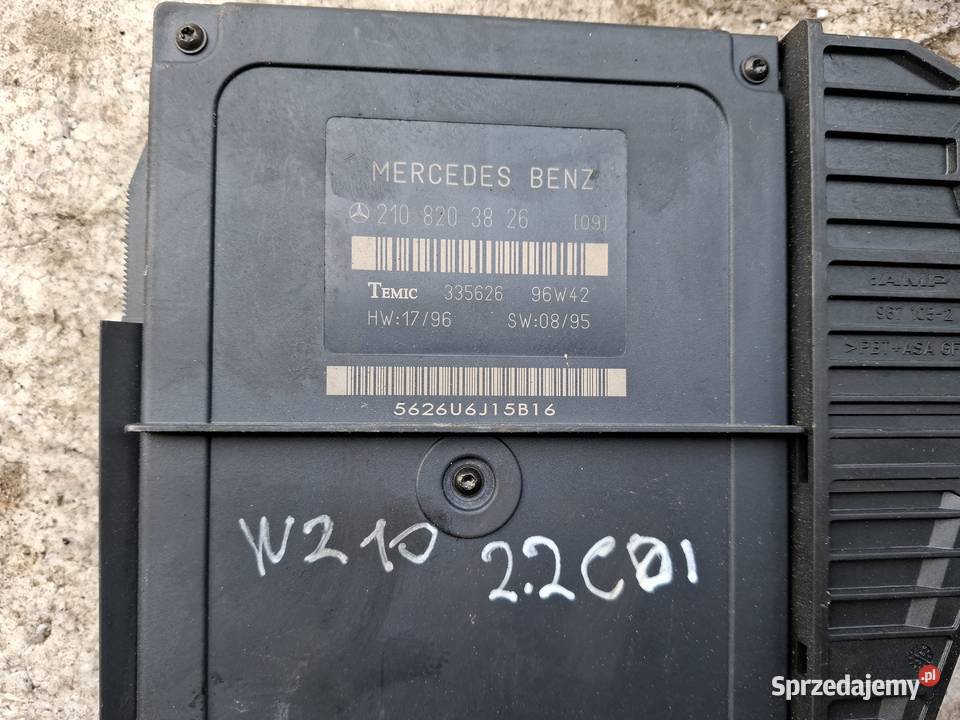 MERCEDES BENZ
210 820 38 26 [09]
TEMIC 335626 96W42
HW:17/96 SW:08/95
5626U6J15B16
AMP
967 105-2
>PBT+ASA GF
W210 2.2CDI
Sprzedajemy.pl